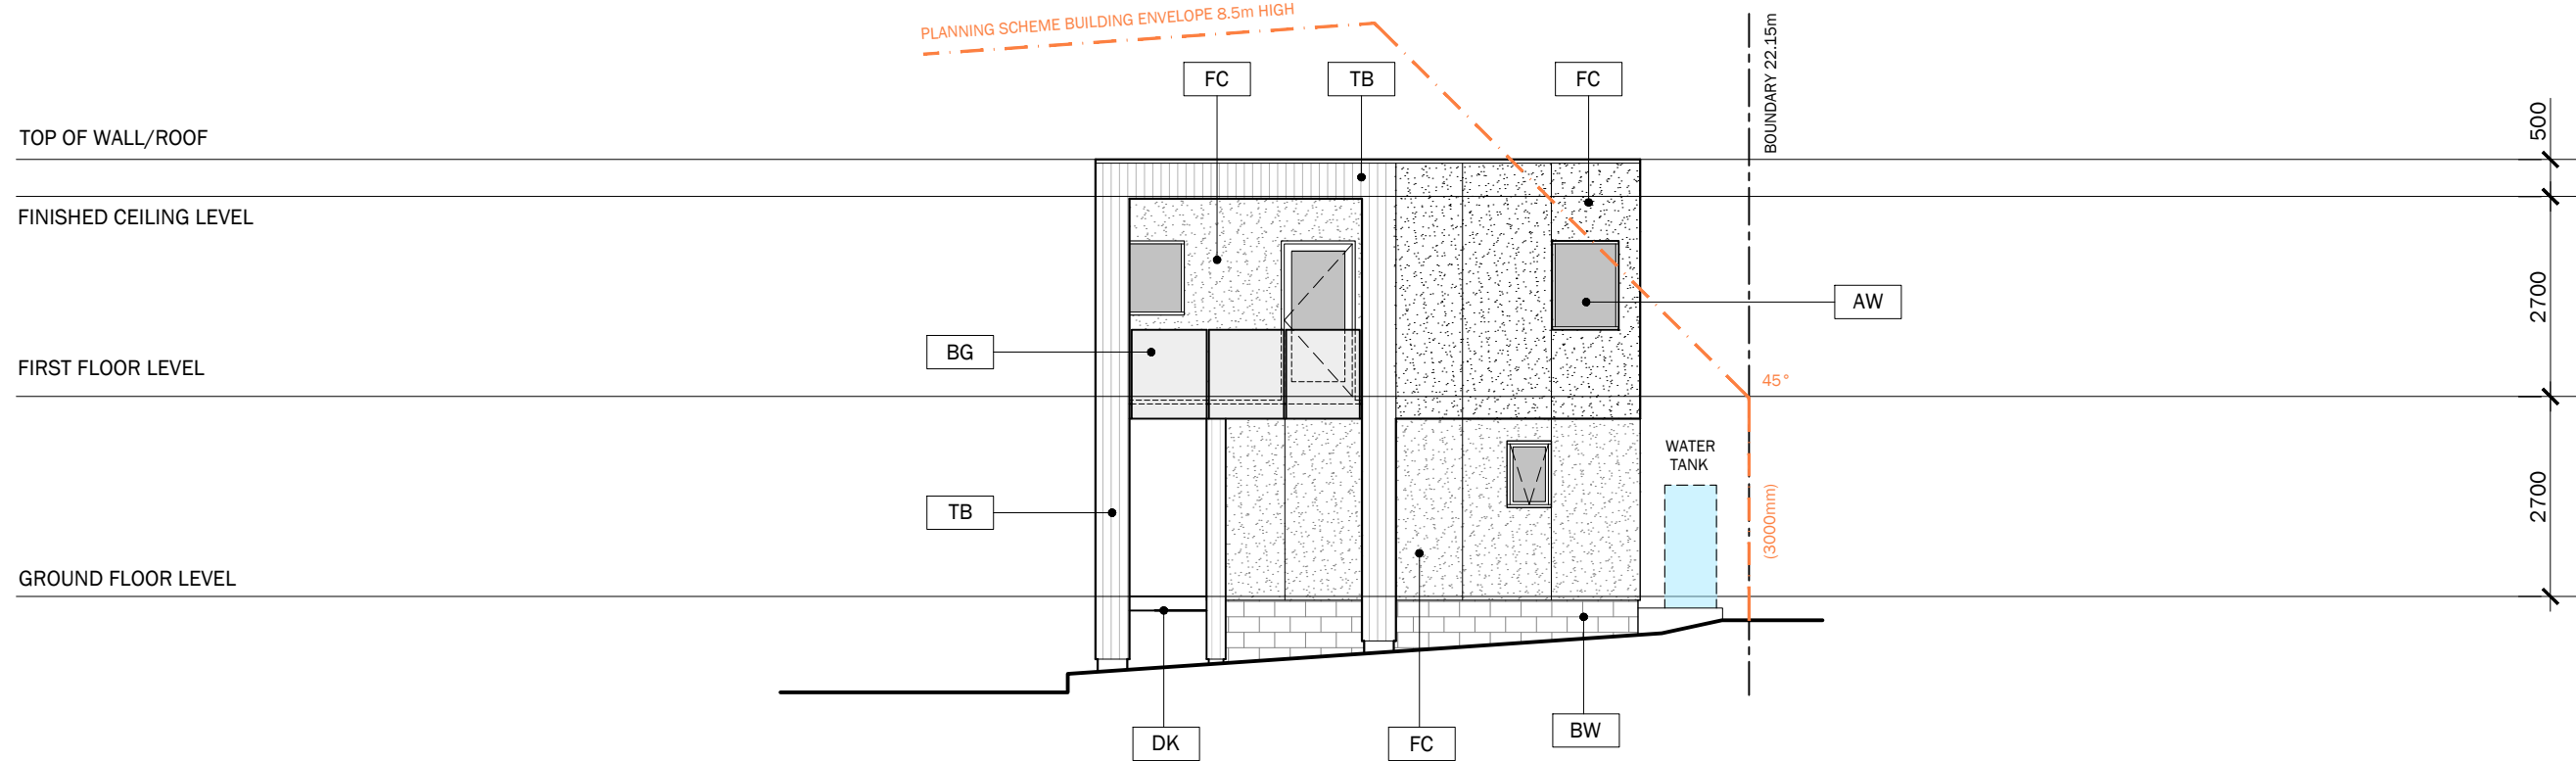 PLANNING SCHEME BUILDING ENVELOPE 8.5m HIGH
BOUNDARY 22.15m
FC
TB
FC
TOP OF WALL/ROOF
500
FINISHED CEILING LEVEL
2700
AW
BG
FIRST FLOOR LEVEL
45°
WATER
TANK
TB
(3000mm)
2700
GROUND FLOOR LEVEL
DK
FC
BW